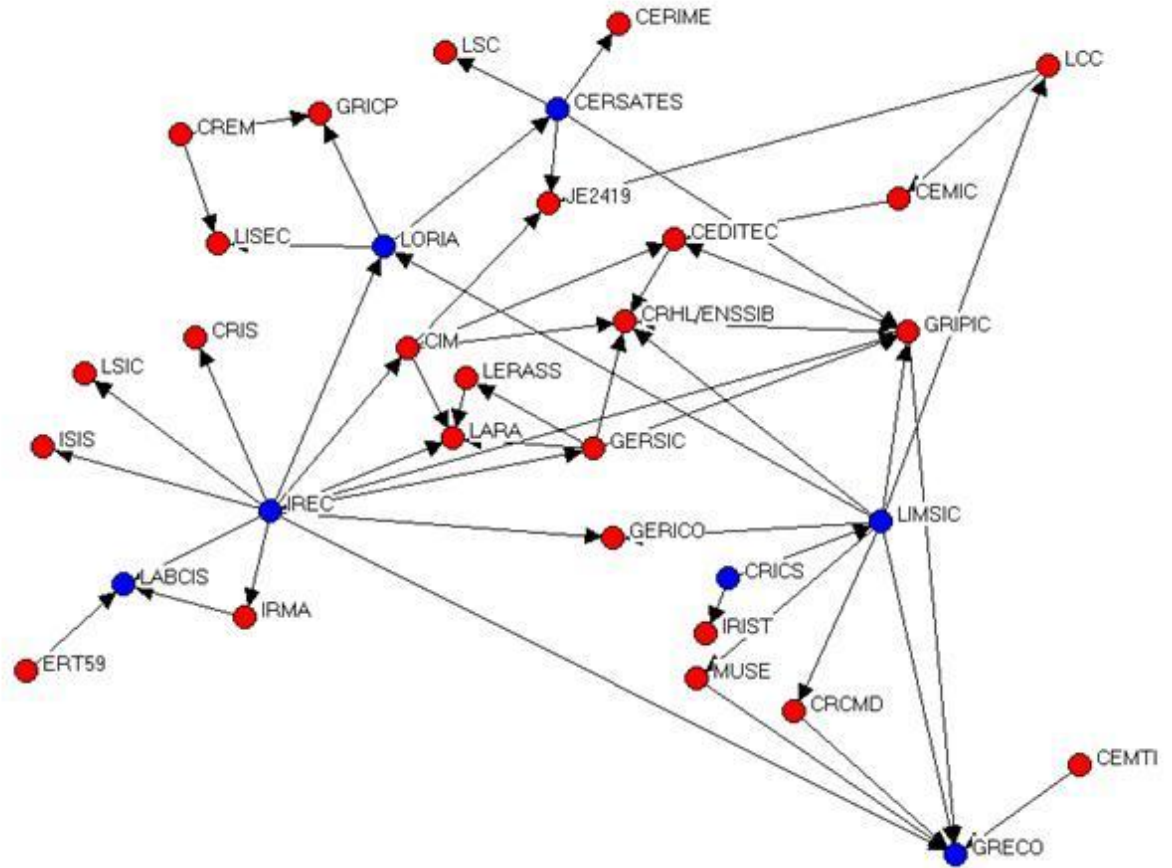 CERIME
LSC
LCC
CERSATES
GRICP
CREM
CEMIC
JE2419
CEDITEC
LISEC
LORIA
CRHL/ENSSIB
GRIPIC
CRIS
CIM
LSIC
LERASS
LARA
GERSIC
ISIS
IREC
LIMSIC
GERICO
CRICS
LABCIS
IRMA
IRIST
ERT59
MUSE
CRCMD
CEMTI
GRECO